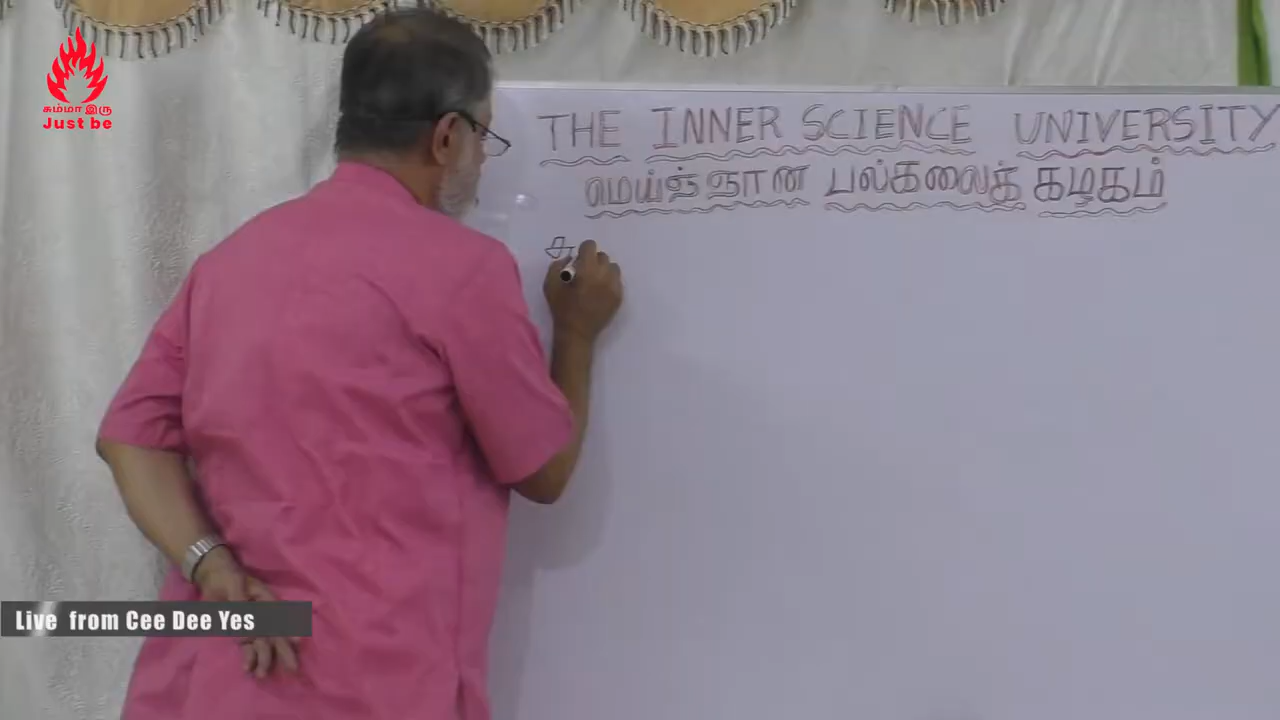 சும்மா இரு
Just be
THE INNER SCIENCE UNIVERSITY
மெய்ஞ்ஞான பல்கலைக் கழகம்
சு
Live from Cee Dee Yes